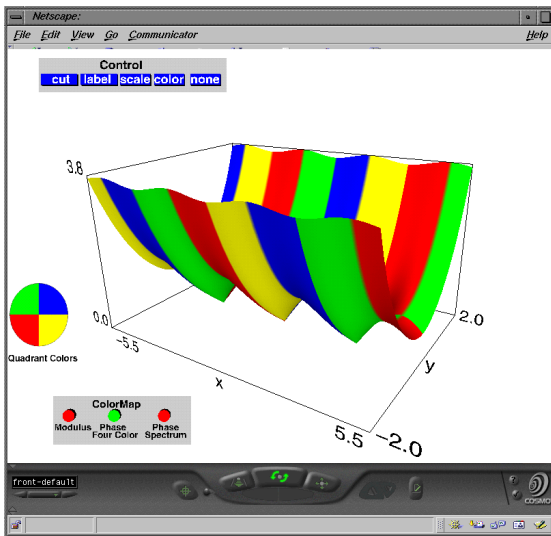 Netscape:
File Edit View Go Communicator Help
Control
cut label scale color none
3.8
0.0
-5.5
x
5.5
-2.0
y
2.0
Quadrant Colors
ColorMap
Modulus Phase Four Color Phase Spectrum
front-default
COSMO